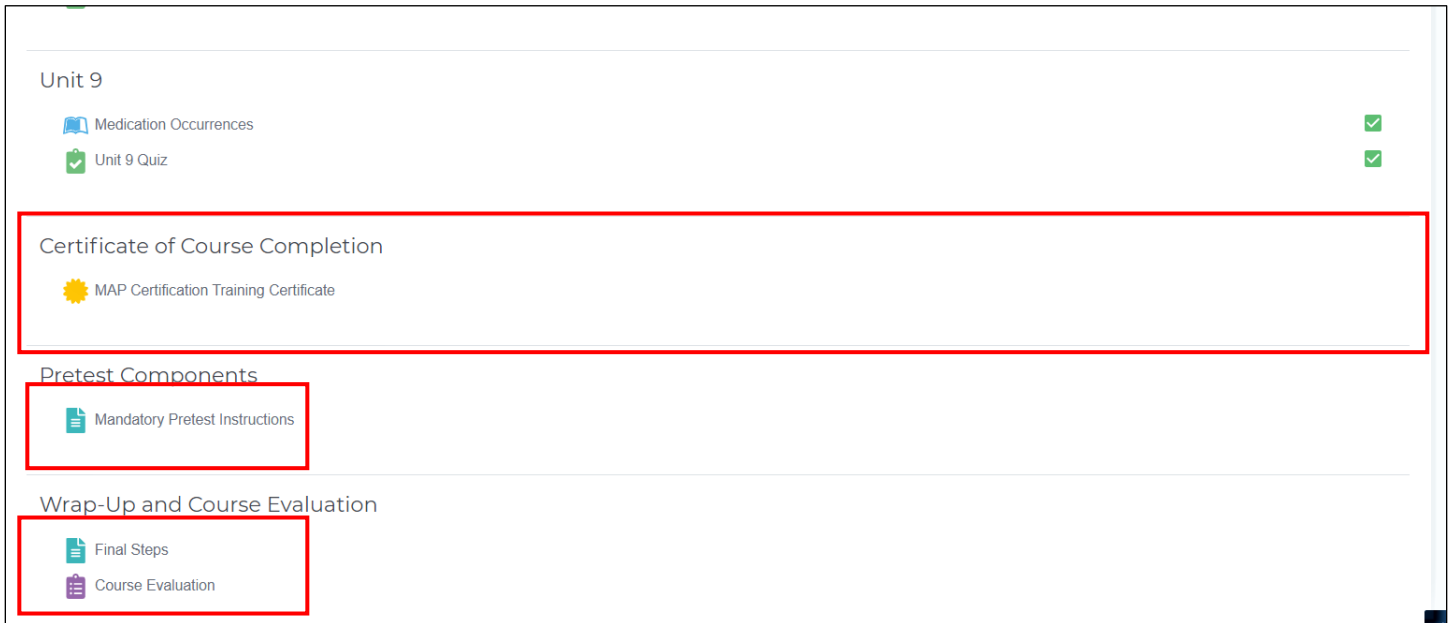 Unit 9
Medication Occurrences
Unit 9 Quiz
Certificate of Course Completion
MAP Certification Training Certificate
Pretest Components
Mandatory Pretest Instructions
Wrap-Up and Course Evaluation
Final Steps
Course Evaluation